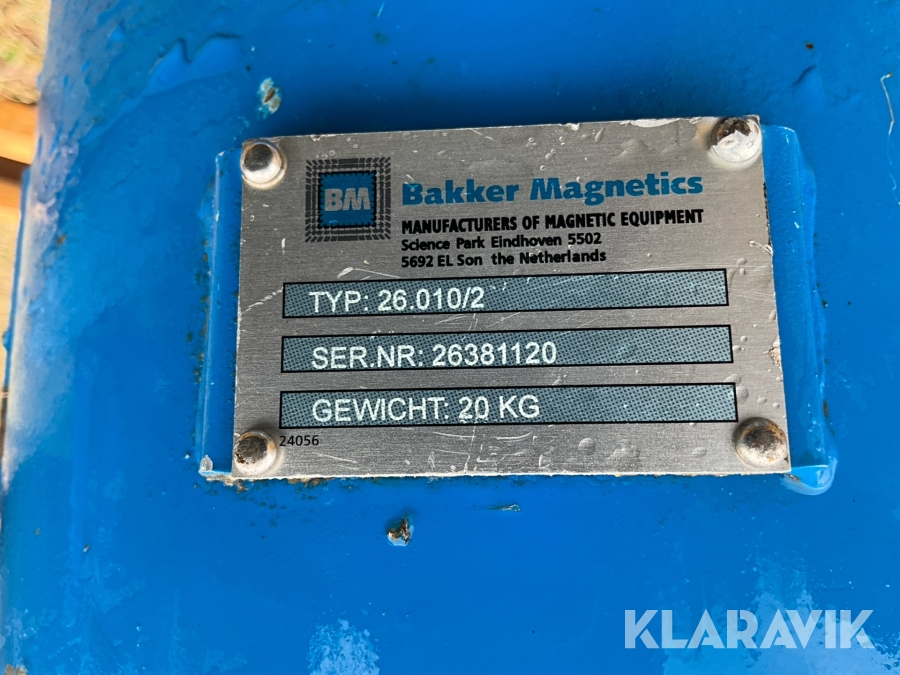 BM
Bakker Magnetics
MANUFACTURERS OF MAGNETIC EQUIPMENT
Science Park Eindhoven 5502
5692 EL Son the Netherlands
TYP: 26.010/2
SER.NR: 26381120
GEWICHT: 20 KG
24056
KLARAVIK